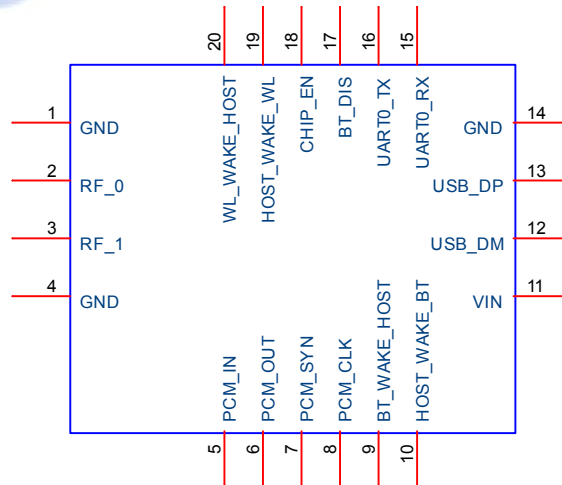 20
19
18
17
16
15
WL_WAKE_HOST
HOST_WAKE_WL
CHIP_EN
BT_DIS
UART0_TX
UART0_RX
1
GND
2
RF_0
3
RF_1
4
GND
14
GND
13
USB_DP
12
USB_DM
11
VIN
PCM_IN
PCM_OUT
PCM_SYN
PCM_CLK
BT_WAKE_HOST
HOST_WAKE_BT
5
6
7
8
9
10